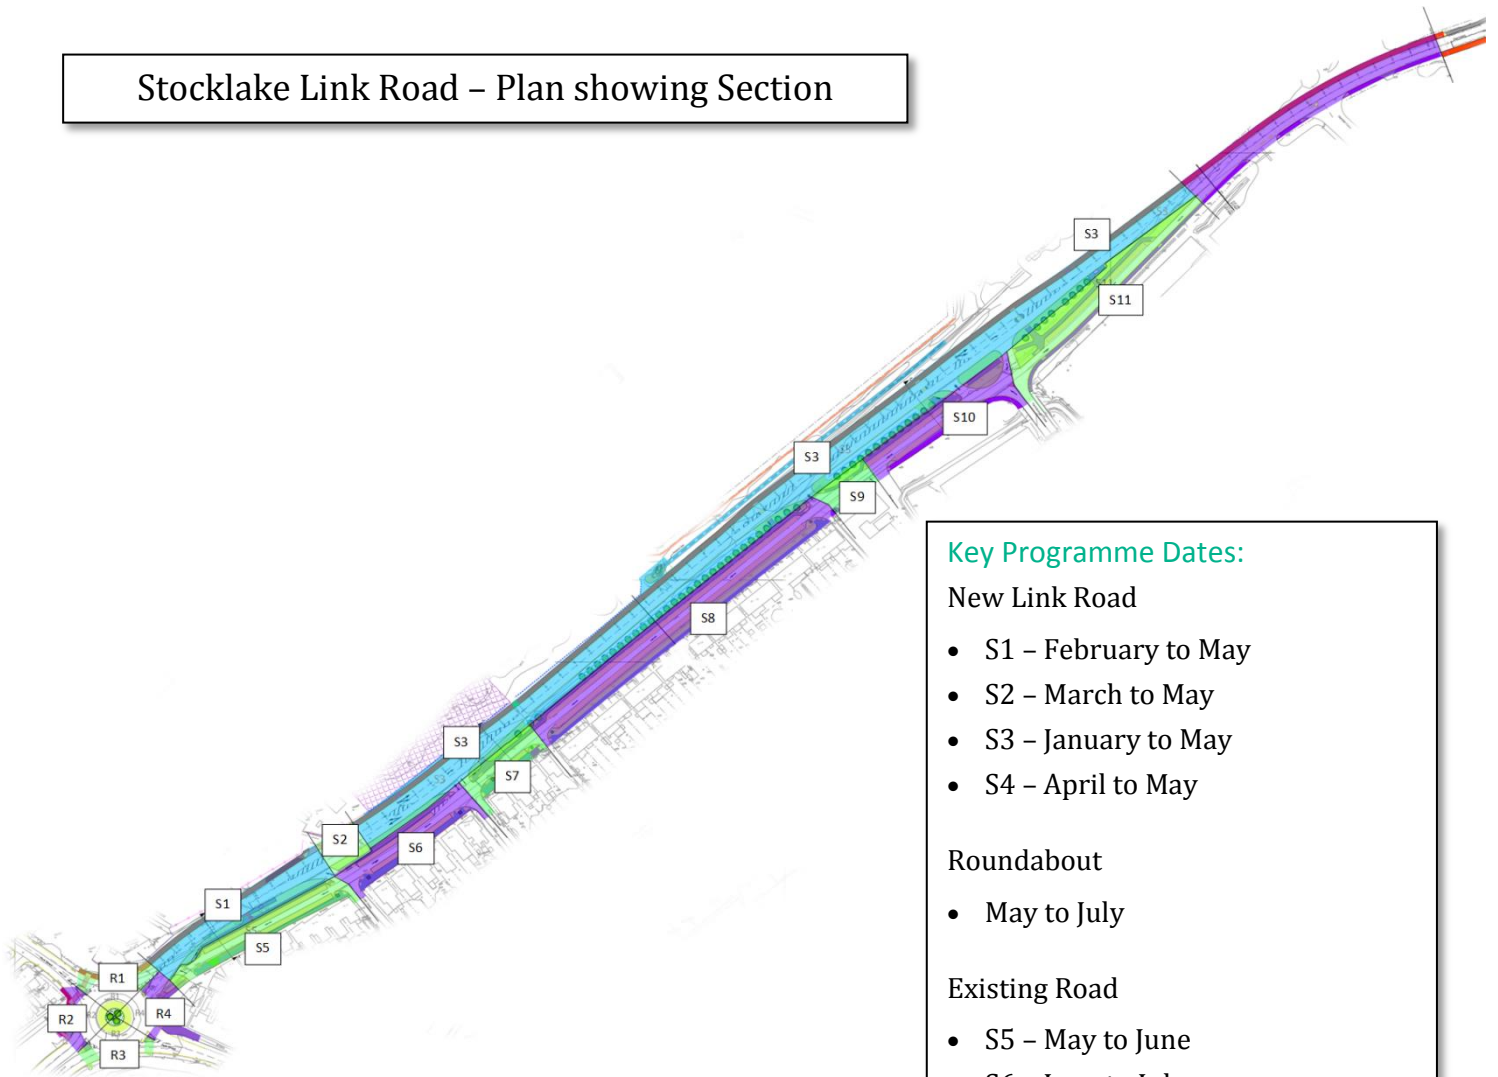 Stocklake Link Road – Plan showing Section
S3
S11
S10
S3
S9
S8
S3
S7
S2
S6
S1
S5
R1
R2
R4
R3
Key Programme Dates:
New Link Road
• S1 – February to May
• S2 – March to May
• S3 – January to May
• S4 – April to May
Roundabout
• May to July
Existing Road
• S5 – May to June